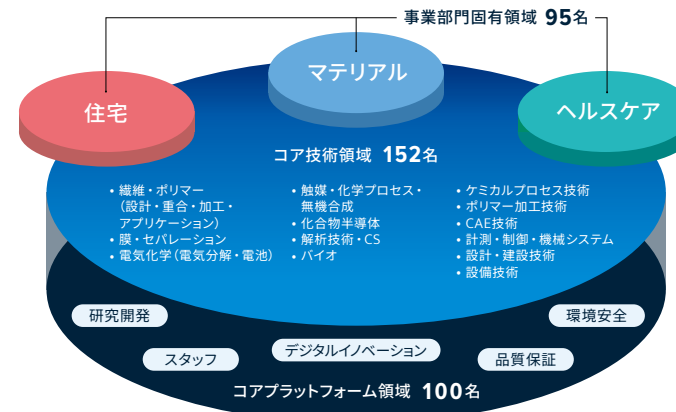 事業部門固有領域 95名
マテリアル
住宅
ヘルスケア
コア技術領域 152名
• 繊維・ポリマー
（設計・重合・加工・
アプリケーション）
• 膜・セパレーション
• 電気化学（電気分解・電池）
• 触媒・化学プロセス・
無機合成
• 化合物半導体
• 解析技術・CS
• バイオ
• ケミカルプロセス技術
• ポリマー加工技術
• CAE技術
• 計測・制御・機械システム
• 設計・建設技術
• 設備技術
研究開発
環境安全
スタッフ
デジタルイノベーション
品質保証
コアプラットフォーム領域 100名